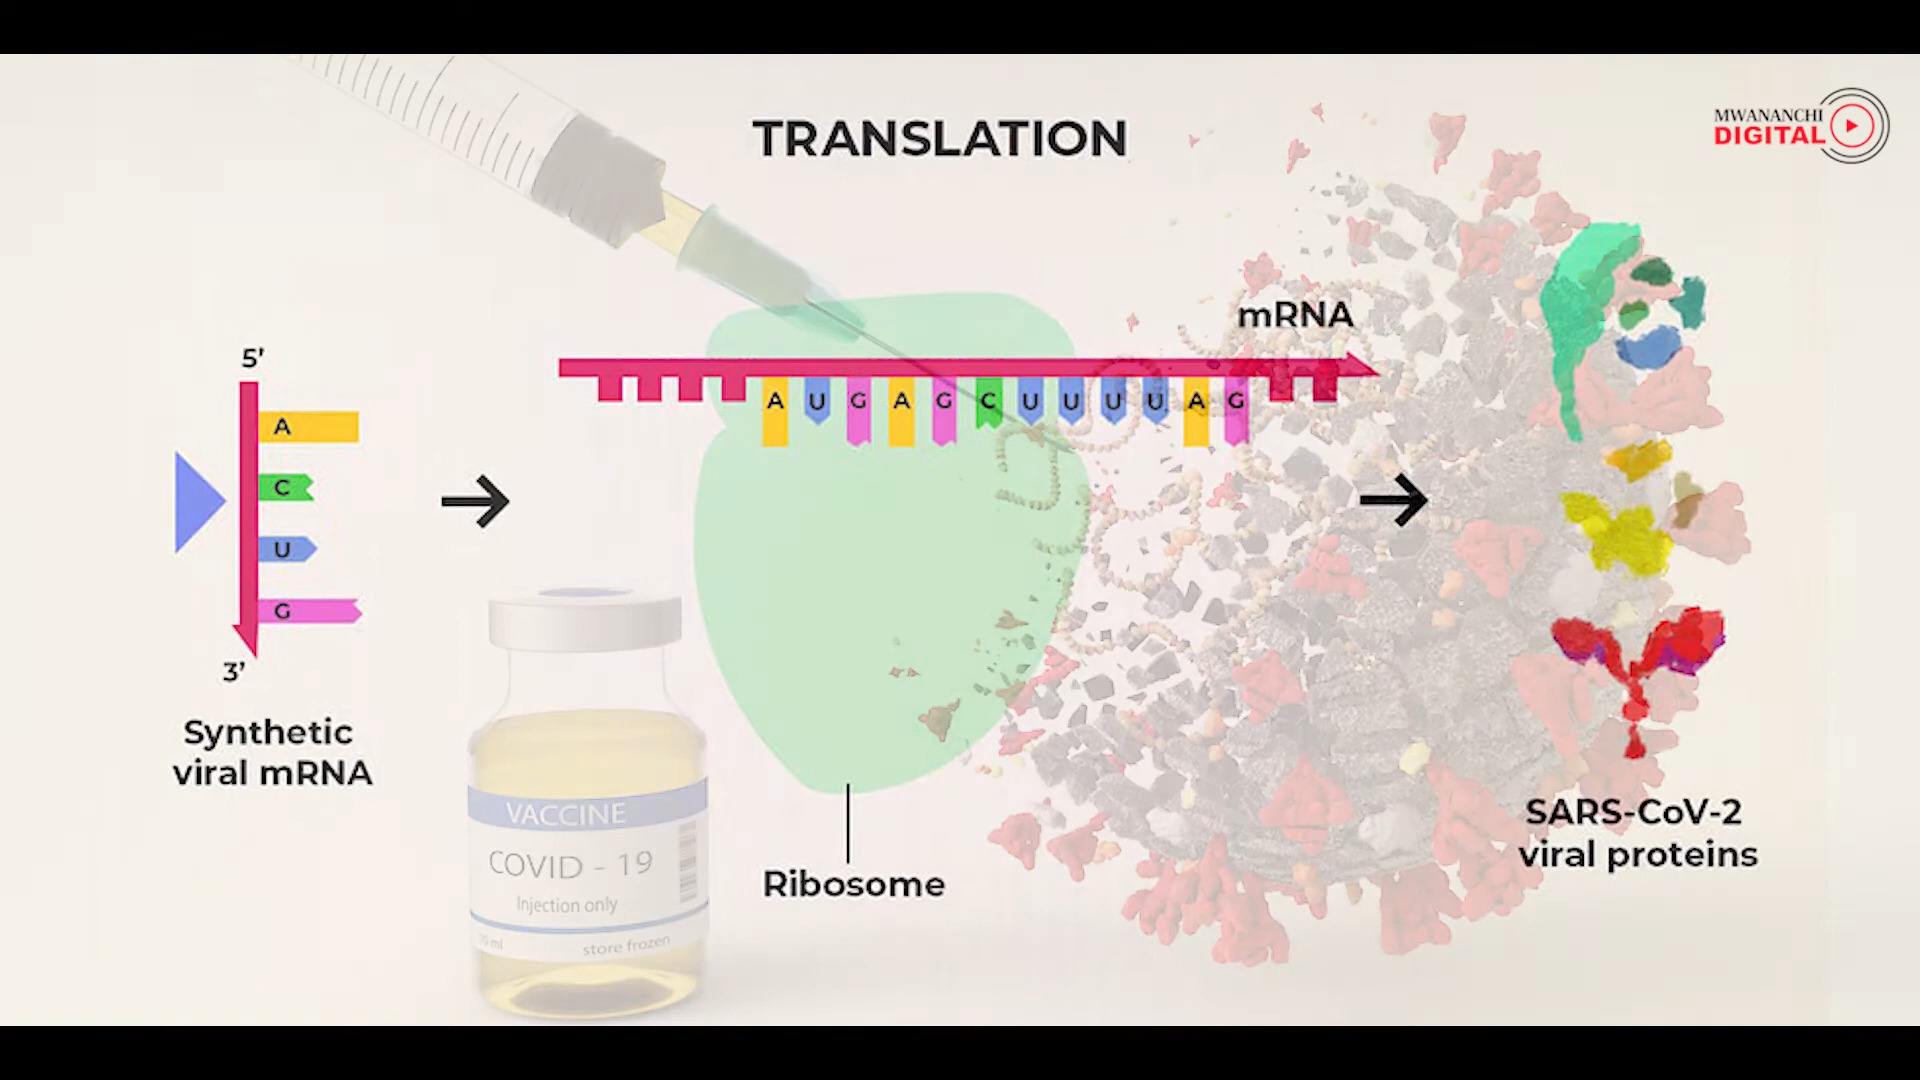 TRANSLATION
MWANANCHI
DIGITAL
mRNA
5’
A U G A G C U U U U A G
A
C
U
G
3’
Synthetic
viral mRNA
VACCINE
COVID - 19
Injection only
store frozen
Ribosome
SARS-CoV-2
viral proteins